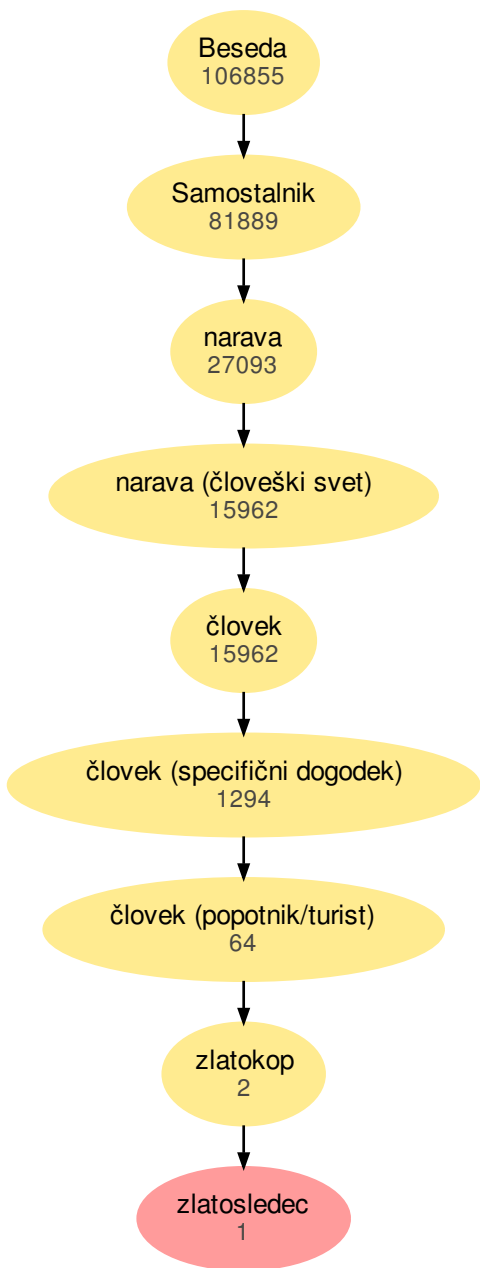 Beseda
106855
Samostalnik
81889
narava
27093
narava (človeški svet)
15962
človek
15962
človek (specifični dogodek)
1294
človek (popotnik/turist)
64
zlatokop
2
zlatosledec
1